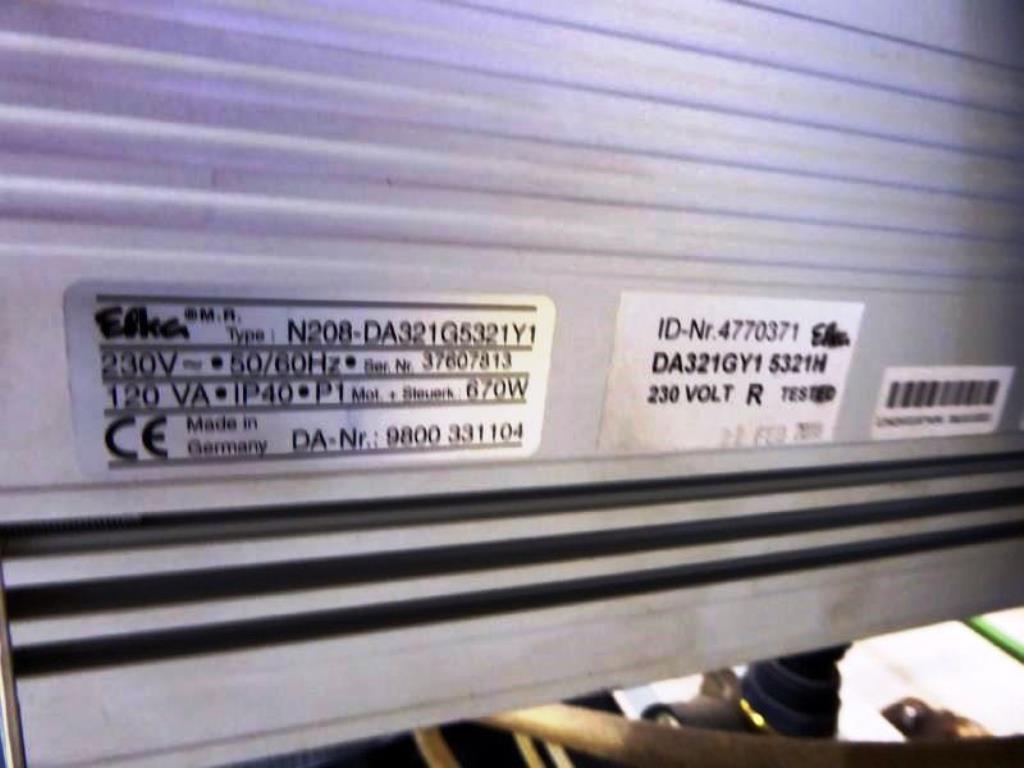 Efka ® M.R.
Type: N208-DA321G5321Y1
230V~ • 50/60Hz • Ser. Nr. 37607813
120 VA • IP40 • P1 Mot. + Steuerk. 670W
CE Made in
Germany DA-Nr.: 9800 331104
ID-Nr.4770371 Efka
DA321GY1 5321H
230 VOLT R TESTED
FEB